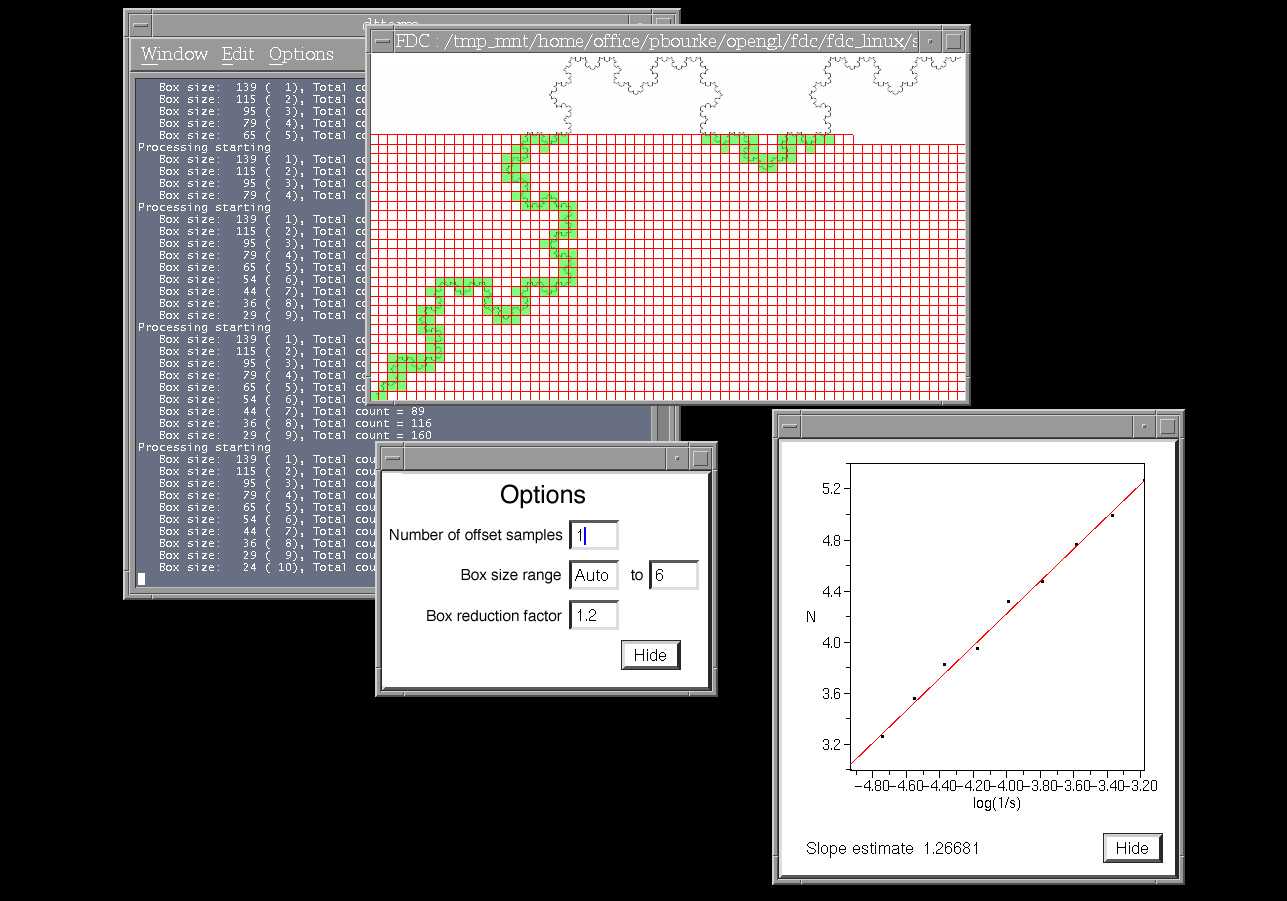 Window Edit Options
Box size: 139 ( 1), Total co
Box size: 115 ( 2), Total co
Box size: 95 ( 3), Total co
Box size: 79 ( 4), Total co
Box size: 65 ( 5), Total co
Processing starting
Box size: 139 ( 1), Total co
Box size: 115 ( 2), Total co
Box size: 95 ( 3), Total co
Box size: 79 ( 4), Total co
Processing starting
Box size: 139 ( 1), Total co
Box size: 115 ( 2), Total co
Box size: 95 ( 3), Total co
Box size: 79 ( 4), Total co
Box size: 65 ( 5), Total co
Box size: 54 ( 6), Total co
Box size: 44 ( 7), Total co
Box size: 36 ( 8), Total co
Box size: 29 ( 9), Total co
Processing starting
Box size: 139 ( 1), Total co
Box size: 115 ( 2), Total co
Box size: 95 ( 3), Total co
Box size: 79 ( 4), Total co
Box size: 65 ( 5), Total co
Box size: 54 ( 6), Total co
Box size: 44 ( 7), Total count = 89
Box size: 36 ( 8), Total count = 116
Box size: 29 ( 9), Total count = 160
Processing starting
Box size: 139 ( 1), Total cou
Box size: 115 ( 2), Total cou
Box size: 95 ( 3), Total cou
Box size: 79 ( 4), Total cou
Box size: 65 ( 5), Total cou
Box size: 54 ( 6), Total cou
Box size: 44 ( 7), Total cou
Box size: 36 ( 8), Total cou
Box size: 29 ( 9), Total cou
Box size: 24 ( 10), Total cou
FDC : /tmp_mnt/home/office/pbourke/opengl/fdc/fdc_linux/s
Options
Number of offset samples 1
Box size range Auto to 6
Box reduction factor 1.2
Hide
5.2
4.8
4.4
N
4.0
3.6
3.2
−4.80 −4.60 −4.40 −4.20 −4.00 −3.80 −3.60 −3.40 −3.20
log(1/s)
Slope estimate 1.26681
Hide